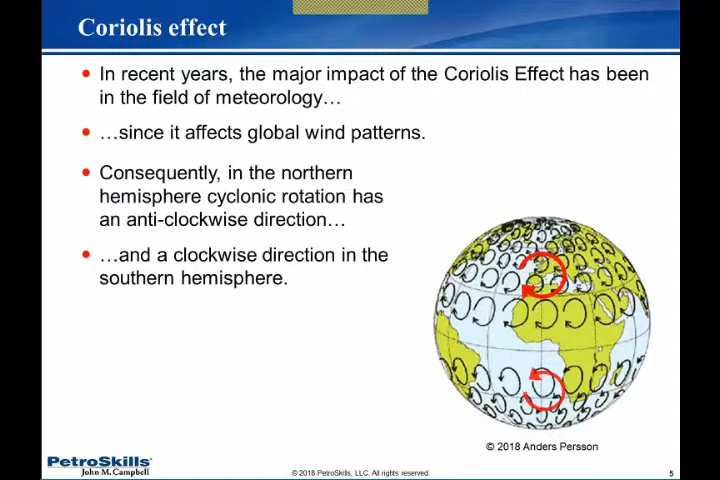 Coriolis effect
In recent years, the major impact of the Coriolis Effect has been
in the field of meteorology…
…since it affects global wind patterns.
Consequently, in the northern
hemisphere cyclonic rotation has
an anti-clockwise direction…
…and a clockwise direction in the
southern hemisphere.
© 2018 Anders Persson
PetroSkills®
John M. Campbell
© 2018 PetroSkills, LLC. All rights reserved.
5